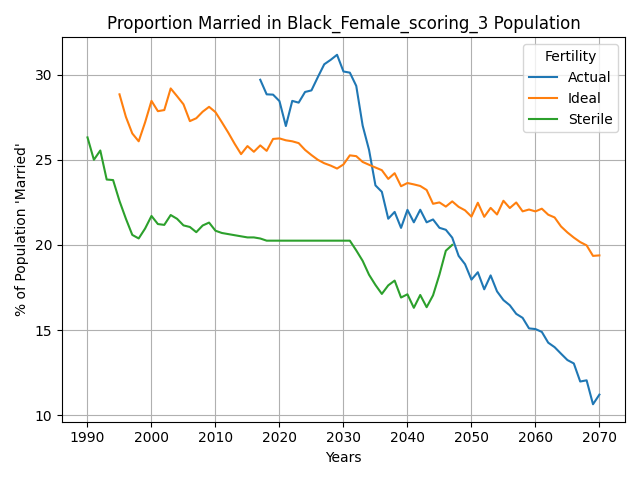 Proportion Married in Black_Female_scoring_3 Population
% of Population 'Married'
30
25
20
15
10
Fertility
Actual
Ideal
Sterile
1990 2000 2010 2020 2030 2040 2050 2060 2070
Years